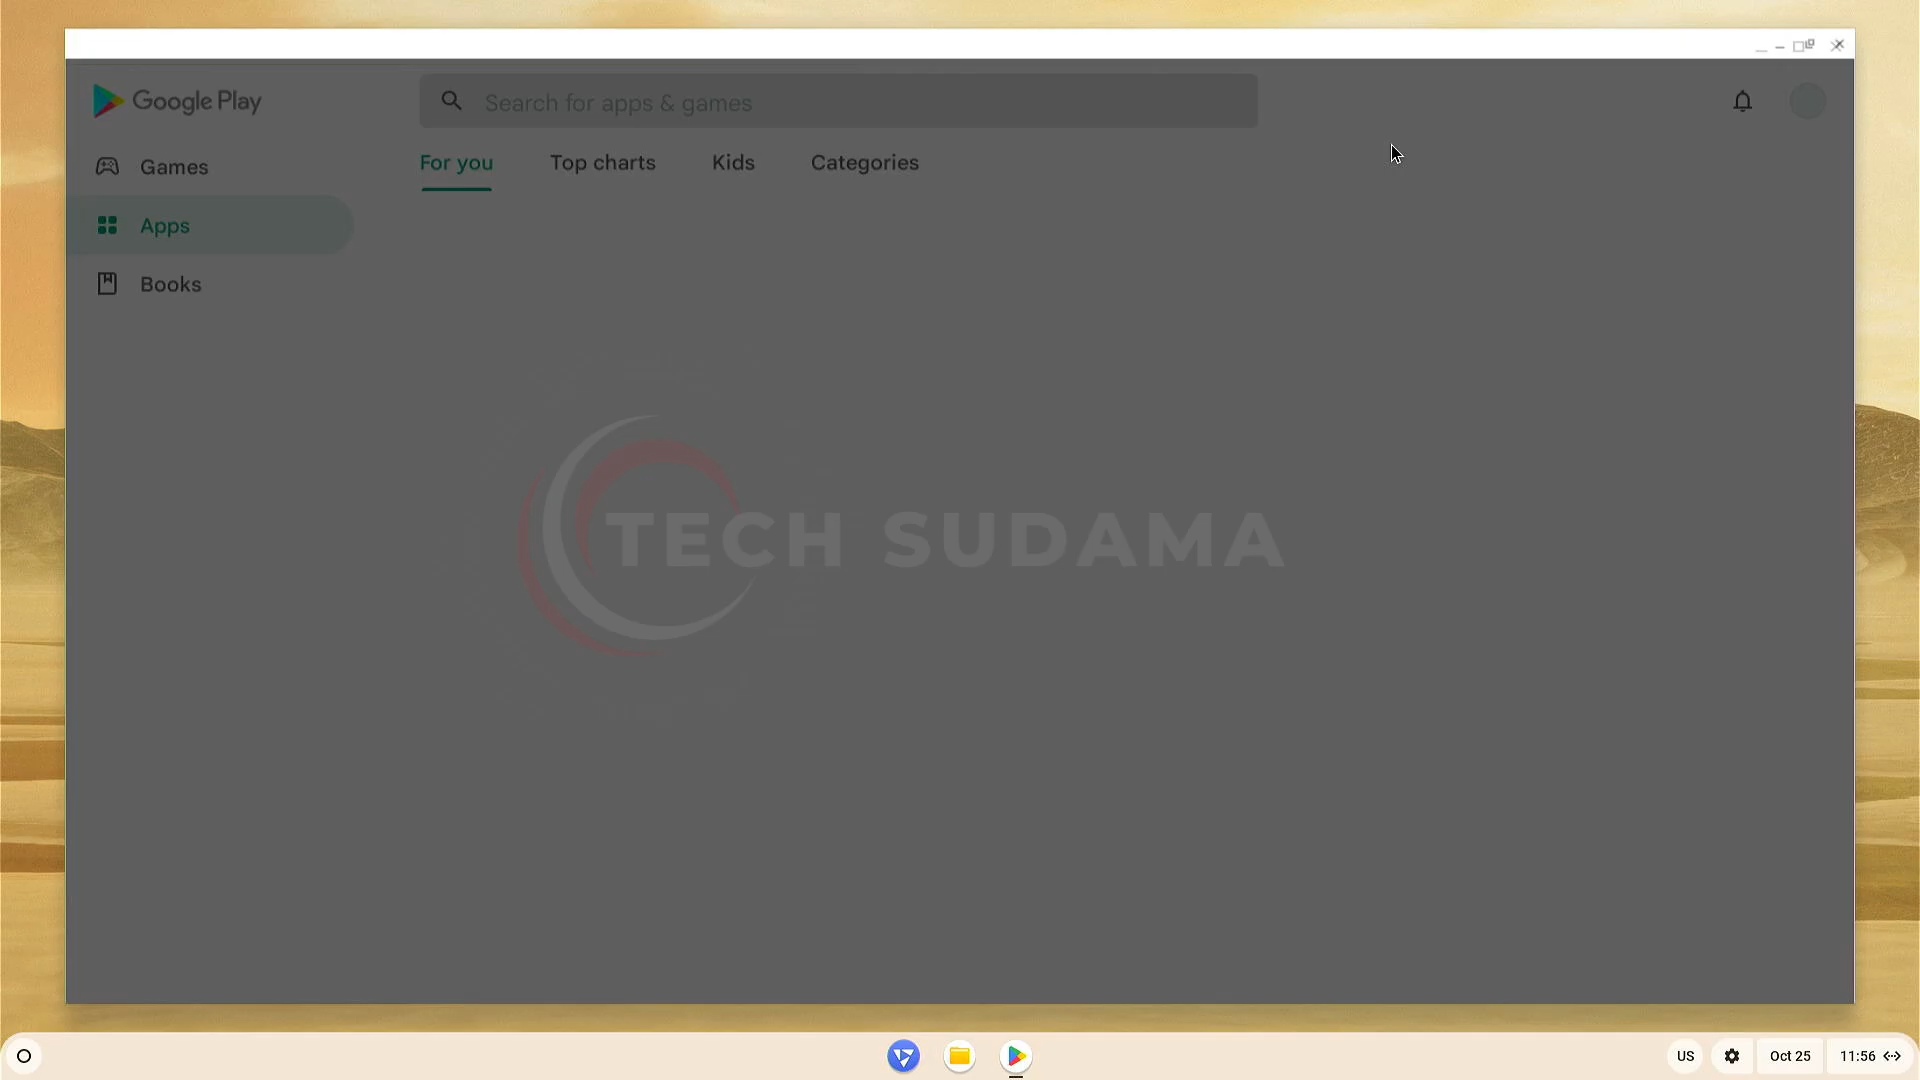 Google Play
Search for apps & games
Games
Apps
Books
For you
Top charts
Kids
Categories
TECH SUDAMA
US
Oct 25
11:56